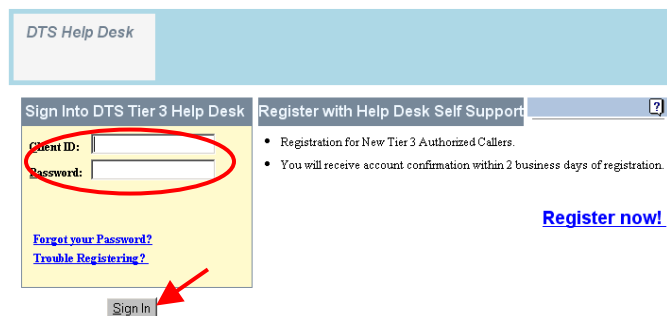 DTS Help Desk
Sign Into DTS Tier 3 Help Desk
Register with Help Desk Self Support
?
Client ID:
Password:
• Registration for New Tier 3 Authorized Callers.
• You will receive account confirmation within 2 business days of registration.
Register now!
Forgot your Password?
Trouble Registering?
Sign In